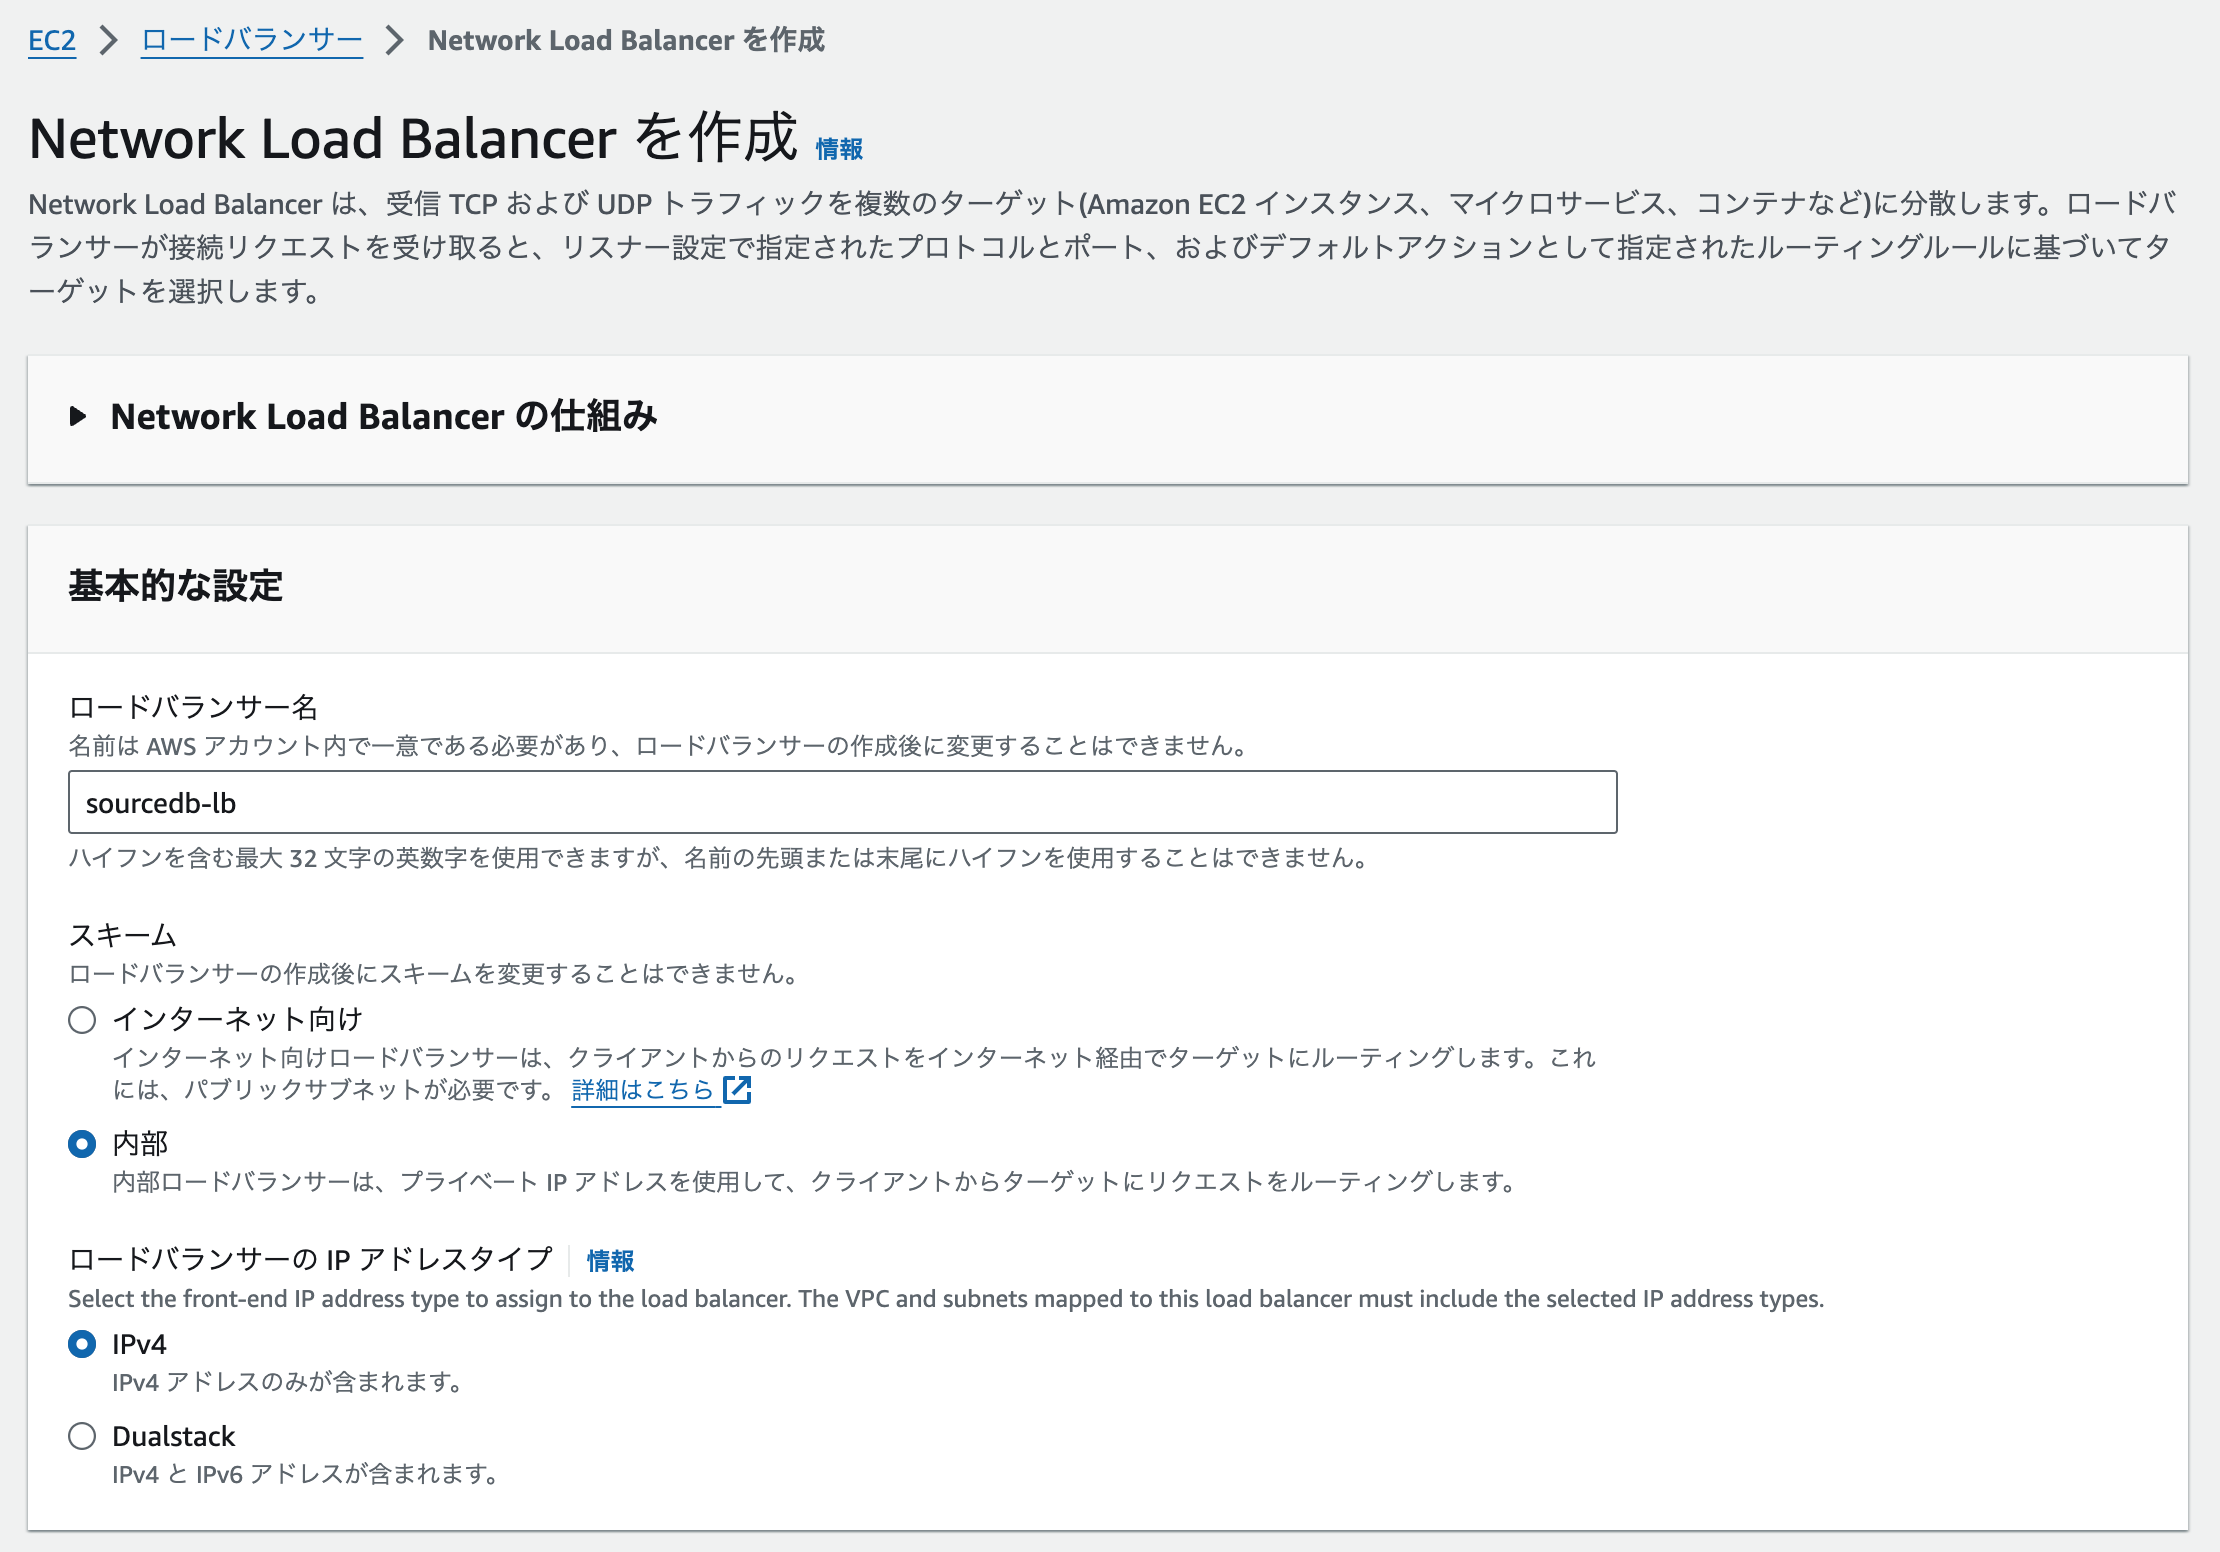 EC2 > ロードバランサー > Network Load Balancer を作成
Network Load Balancer を作成 情報
Network Load Balancer は、受信 TCP および UDP トラフィックを複数のターゲット(Amazon EC2 インスタンス、マイクロサービス、コンテナなど)に分散します。ロードバ
ランサーが接続リクエストを受け取ると、リスナー設定で指定されたプロトコルとポート、およびデフォルトアクションとして指定されたルーティングルールに基づいてタ
ーゲットを選択します。
Network Load Balancer の仕組み
基本的な設定
ロードバランサー名
名前は AWS アカウント内で一意である必要があり、ロードバランサーの作成後に変更することはできません。
sourcedb-lb
ハイフンを含む最大 32 文字の英数字を使用できますが、名前の先頭または末尾にハイフンを使用することはできません。
スキーム
ロードバランサーの作成後にスキームを変更することはできません。
インターネット向け
インターネット向けロードバランサーは、クライアントからのリクエストをインターネット経由でターゲットにルーティングします。これ
には、パブリックサブネットが必要です。 詳細はこちら
内部
内部ロードバランサーは、プライベート IP アドレスを使用して、クライアントからターゲットにリクエストをルーティングします。
ロードバランサーの IP アドレスタイプ 情報
Select the front-end IP address type to assign to the load balancer. The VPC and subnets mapped to this load balancer must include the selected IP address types.
IPv4
IPv4 アドレスのみが含まれます。
Dualstack
IPv4 と IPv6 アドレスが含まれます。